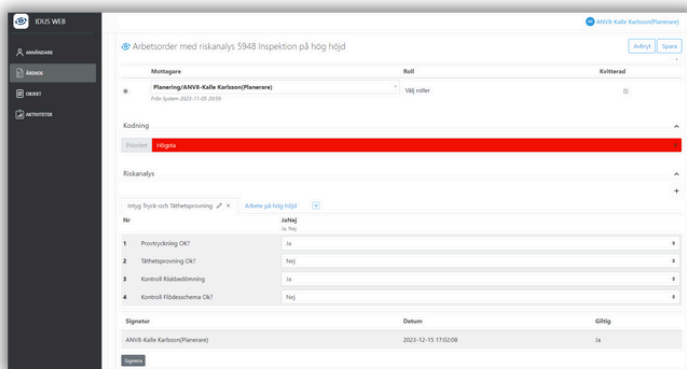 IDUS WEB
ANV8-Kalle Karlsson(Planerare)
ANVÄNDARE
ÄRENDE
OBJEKT
AKTIVITETER
Arbetsorder med riskanalys 5948 Inspektion på hög höjd
Avbryt Spara
Mottagare Roll Kvitterad
Planering/ANV8-Kalle Karlsson(Planerare) Välj roller
Från System 2023-11-05 20:59
Kodning
Prioritet Högsta
Riskanalys
+
Intyg Tryck-och Täthetsprovning × Arbete på hög höjd +
Nr JaNej
Ja, Nej
1 Provtryckning OK? Ja
2 Täthetsprovning Ok? Nej
3 Kontroll Riskbedömning Ja
4 Kontroll Flödesschema Ok? Nej
Signatur Datum Giltig
ANV8-Kalle Karlsson(Planerare) 2023-12-15 17:02:08 Ja
Signera